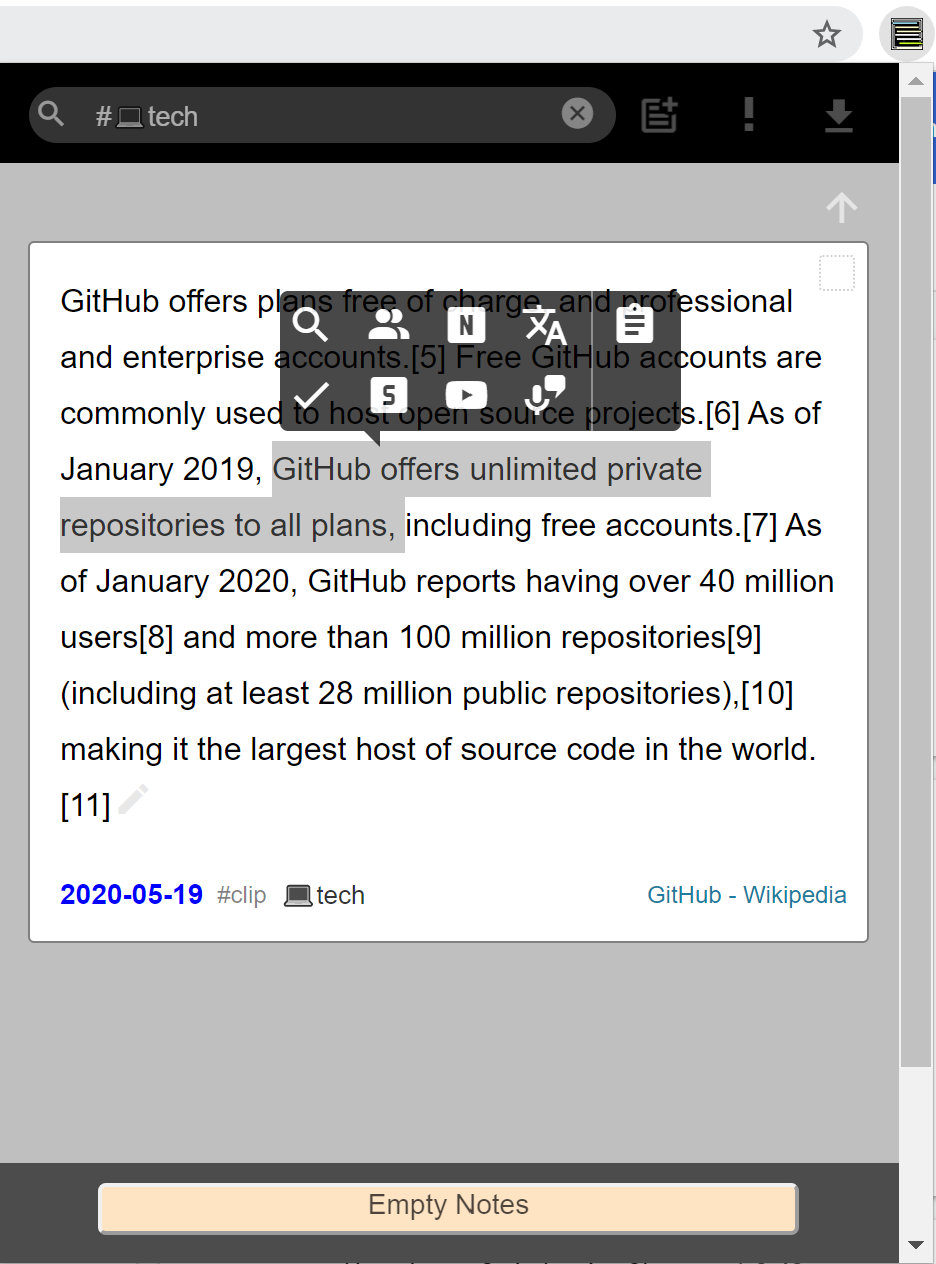 #💻tech
GitHub offers plans free of charge, and professional
and enterprise accounts.[5] Free GitHub accounts are
commonly used to host open source projects.[6] As of
January 2019, GitHub offers unlimited private
repositories to all plans, including free accounts.[7] As
of January 2020, GitHub reports having over 40 million
users[8] and more than 100 million repositories[9]
(including at least 28 million public repositories),[10]
making it the largest host of source code in the world.
[11]
N
S
2020-05-19 #clip 💻tech GitHub - Wikipedia
Empty Notes